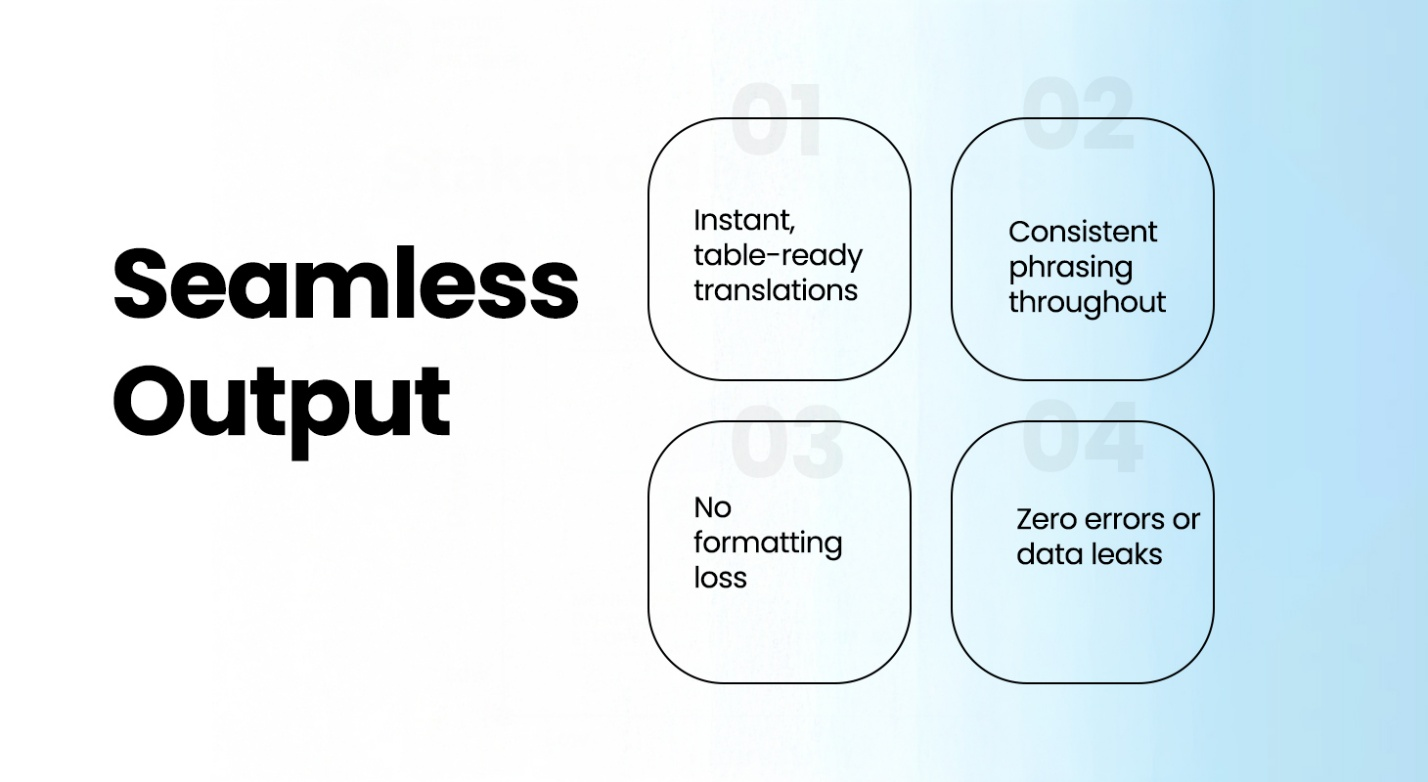 Seamless
Output
01
Instant,
table-ready
translations
02
Consistent
phrasing
throughout
03
No
formatting
loss
04
Zero errors or
data leaks